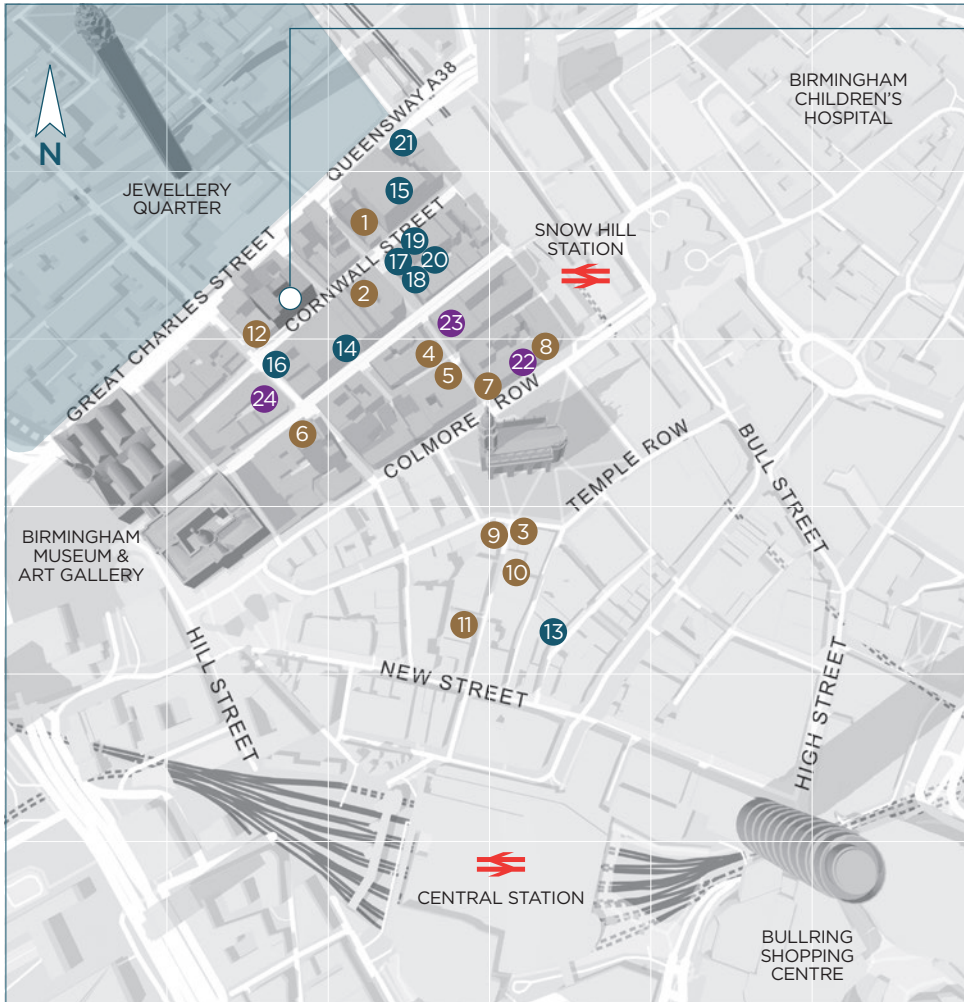 BIRMINGHAM
CHILDREN'S
HOSPITAL
N
QUEENSWAY A38
21
JEWELLERY
QUARTER
15
1
SNOW HILL
STATION
CORNWALL STREET
19
17
20
18
GREAT CHARLES STREET
2
12
23
14
4
8
16
22
5
7
24
6
COLMORE ROW
TEMPLE ROW
BULL STREET
BIRMINGHAM
MUSEUM &
ART GALLERY
9
3
10
11
13
HILL STREET
NEW STREET
HIGH STREET
CENTRAL STATION
BULLRING
SHOPPING
CENTRE